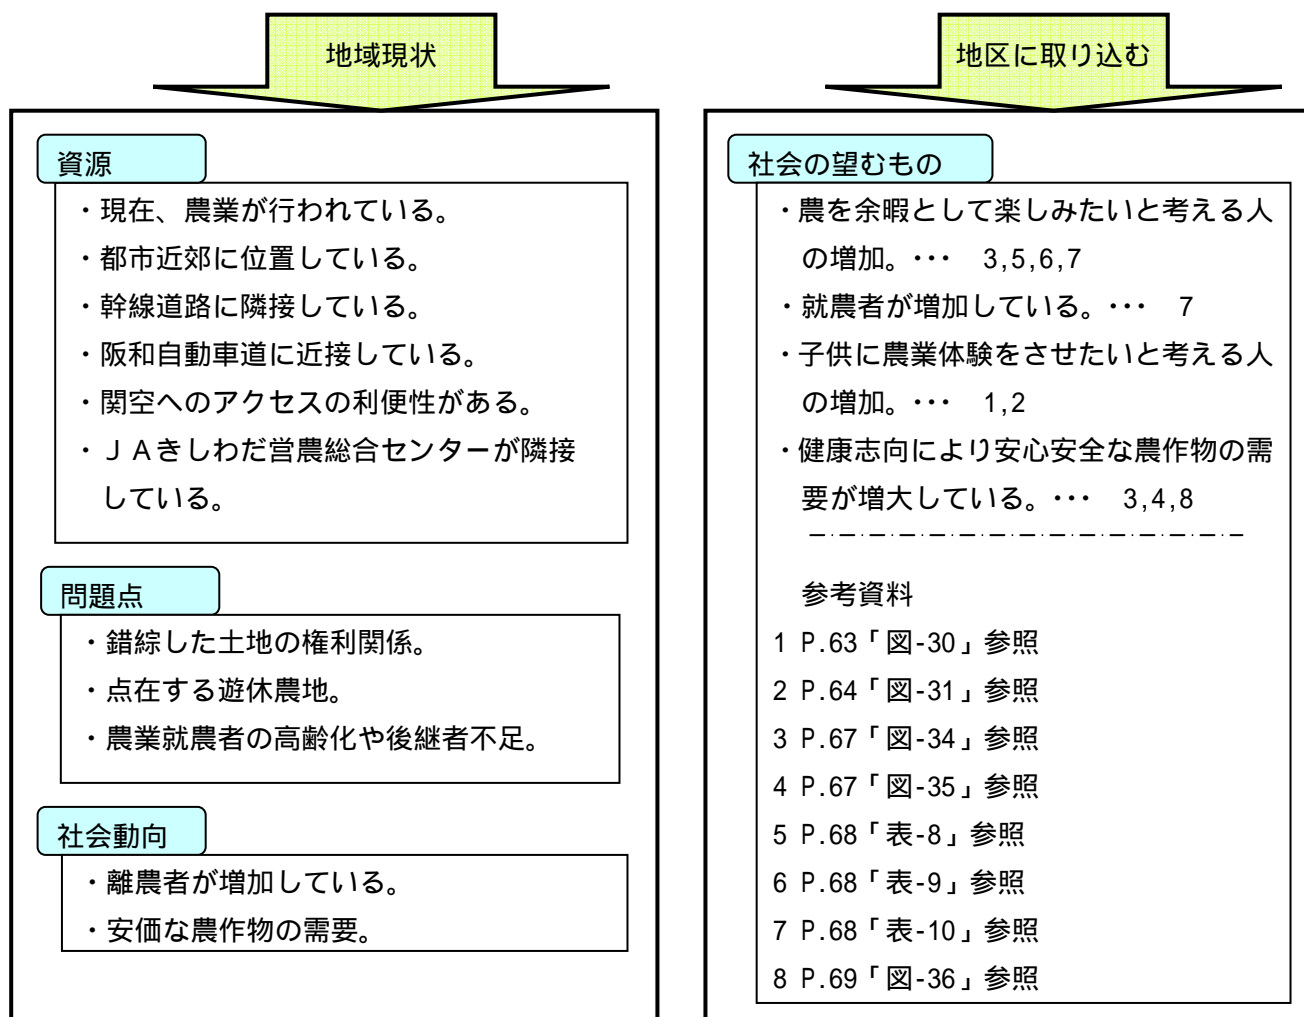 地域現状
資源
・現在、農業が行われている。
・都市近郊に位置している。
・幹線道路に隣接している。
・阪和自動車道に近接している。
・関空へのアクセスの利便性がある。
・ＪＡきしわだ営農総合センターが隣接
している。
問題点
・錯綜した土地の権利関係。
・点在する遊休農地。
・農業就農者の高齢化や後継者不足。
社会動向
・離農者が増加している。
・安価な農作物の需要。
地区に取り込む
社会の望むもの
・農を余暇として楽しみたいと考える人
の増加。･･･ 3,5,6,7
・就農者が増加している。･･･ 7
・子供に農業体験をさせたいと考える人
の増加。･･･ 1,2
・健康志向により安心安全な農作物の需
要が増大している。･･･ 3,4,8
参考資料
1 P.63「図-30」参照
2 P.64「図-31」参照
3 P.67「図-34」参照
4 P.67「図-35」参照
5 P.68「表-8」参照
6 P.68「表-9」参照
7 P.68「表-10」参照
8 P.69「図-36」参照